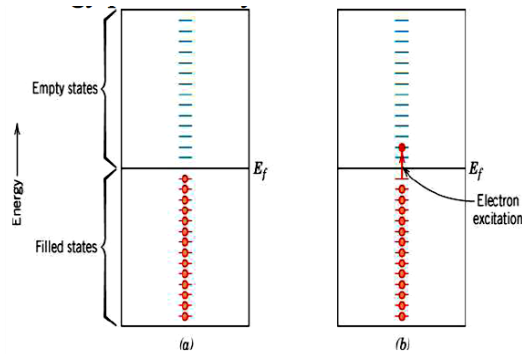 Empty states
Energy
Filled states
E_f
E_f
Electron
excitation
(a)
(b)